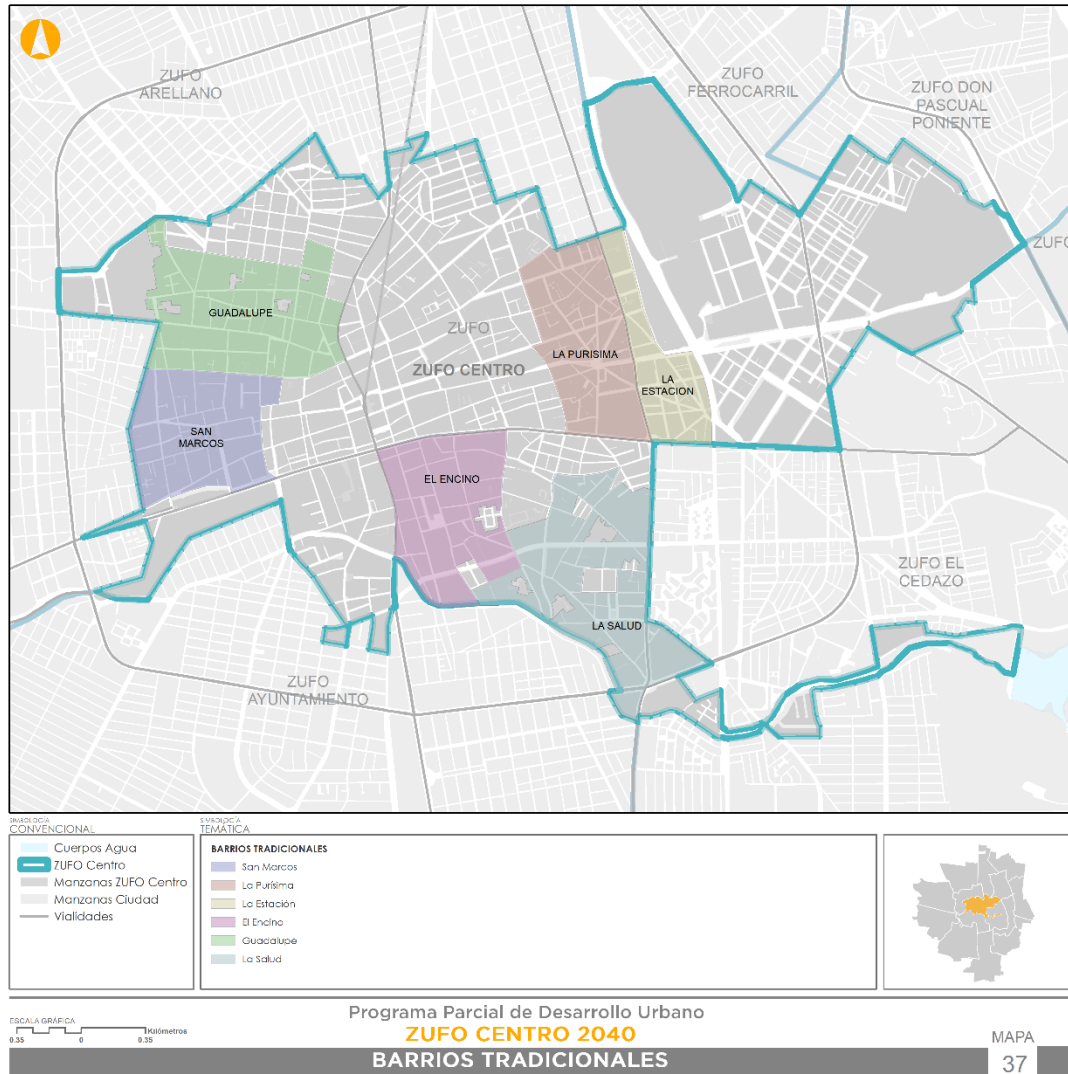 ZUFO
ARELLANO
ZUFO
FERROCARRIL
ZUFO DON
PASCUAL
PONIENTE
ZUFO
GUADALUPE
ZUFO
ZUFO CENTRO
LA PURISIMA
LA
ESTACION
SAN
MARCOS
EL ENCINO
ZUFO EL
CEDAZO
LA SALUD
ZUFO
AYUNTAMIENTO
SIMBOLOGÍA
CONVENCIONAL
Cuerpos Agua
ZUFO Centro
Manzanas ZUFO Centro
Manzanas Ciudad
Vialidades
SIMBOLOGÍA
TEMÁTICA
BARRIOS TRADICIONALES
San Marcos
La Purísima
La Estación
El Encino
Guadalupe
La Salud
ESCALA GRÁFICA
Kilómetros
0.35 0 0.35
Programa Parcial de Desarrollo Urbano
ZUFO CENTRO 2040
BARRIOS TRADICIONALES
MAPA
37